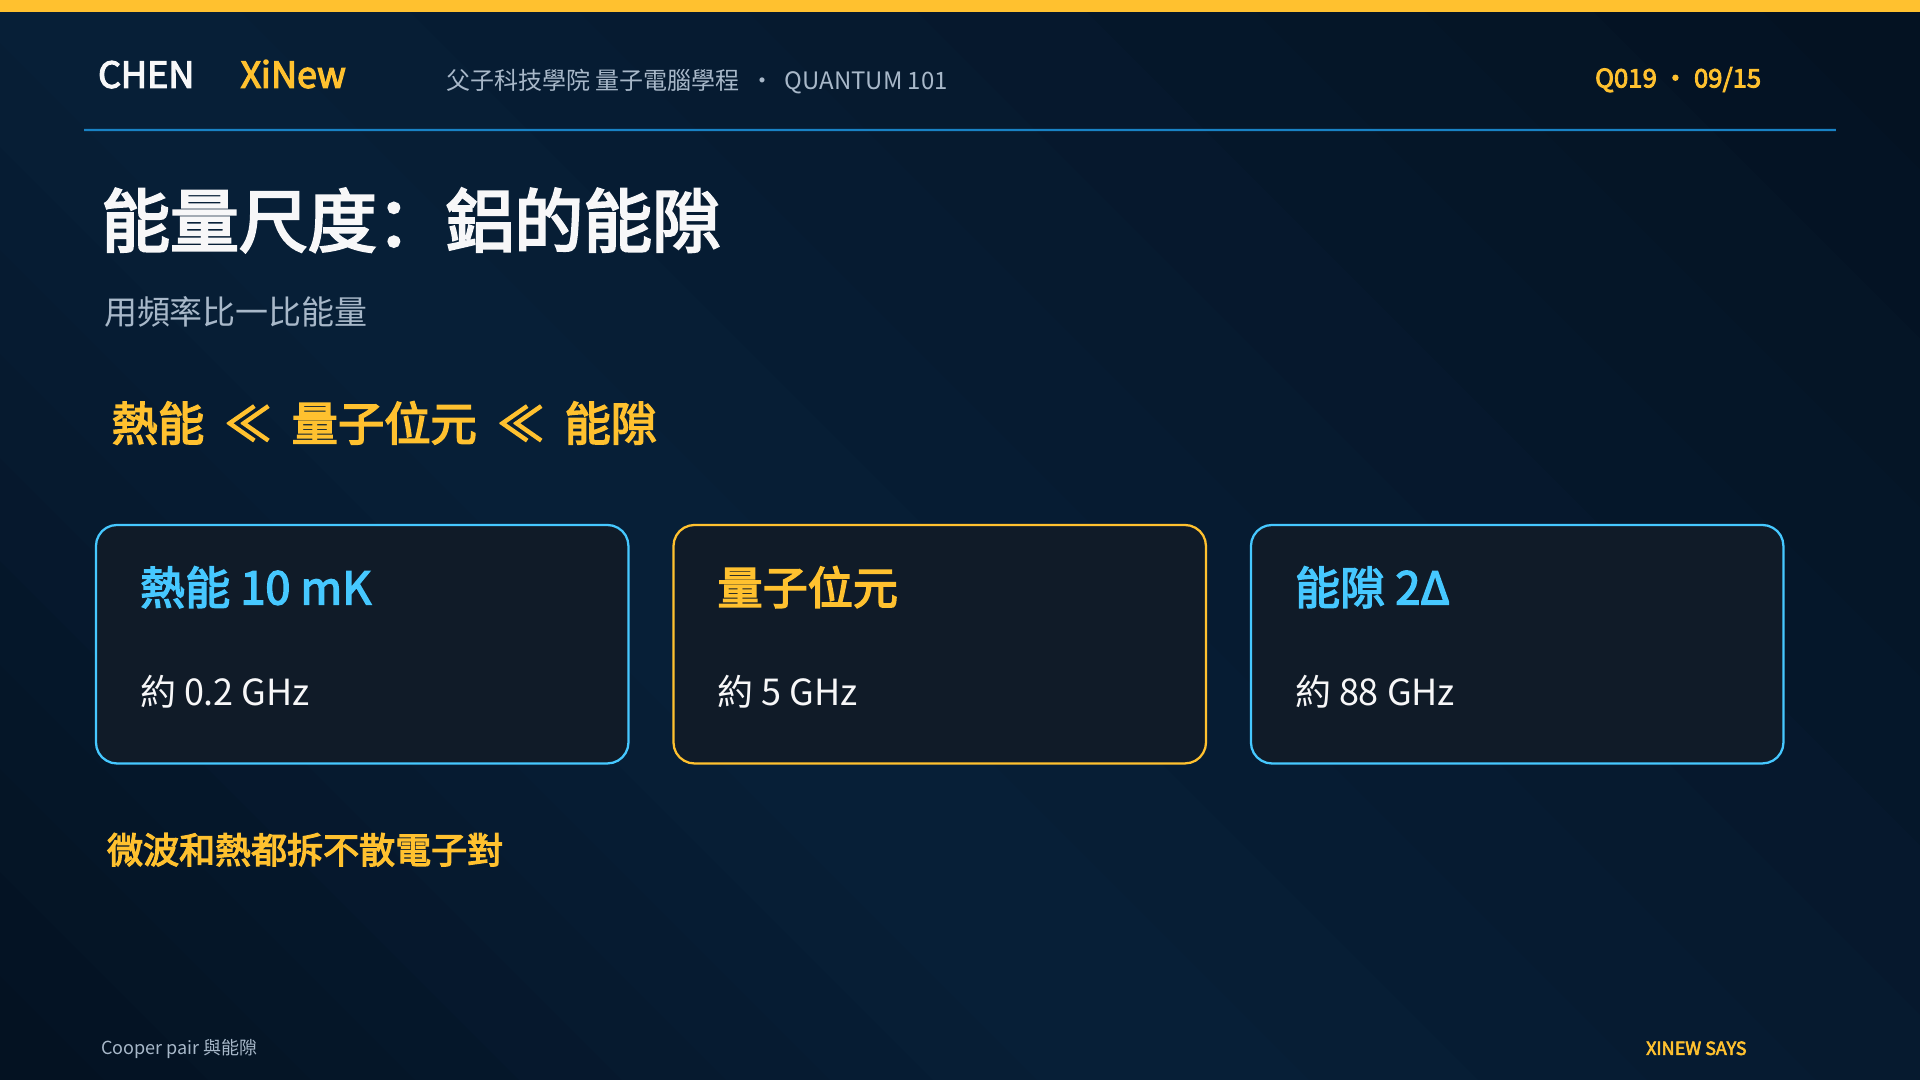 CHEN XiNew 父子科技學院 量子電腦學程 • QUANTUM 101 Q019 • 09/15
能量尺度：鋁的能隙
用頻率比一比能量
熱能 ≪ 量子位元 ≪ 能隙
熱能 10 mK
約 0.2 GHz
量子位元
約 5 GHz
能隙 2Δ
約 88 GHz
微波和熱都拆不散電子對
Cooper pair 與能隙 XINEW SAYS